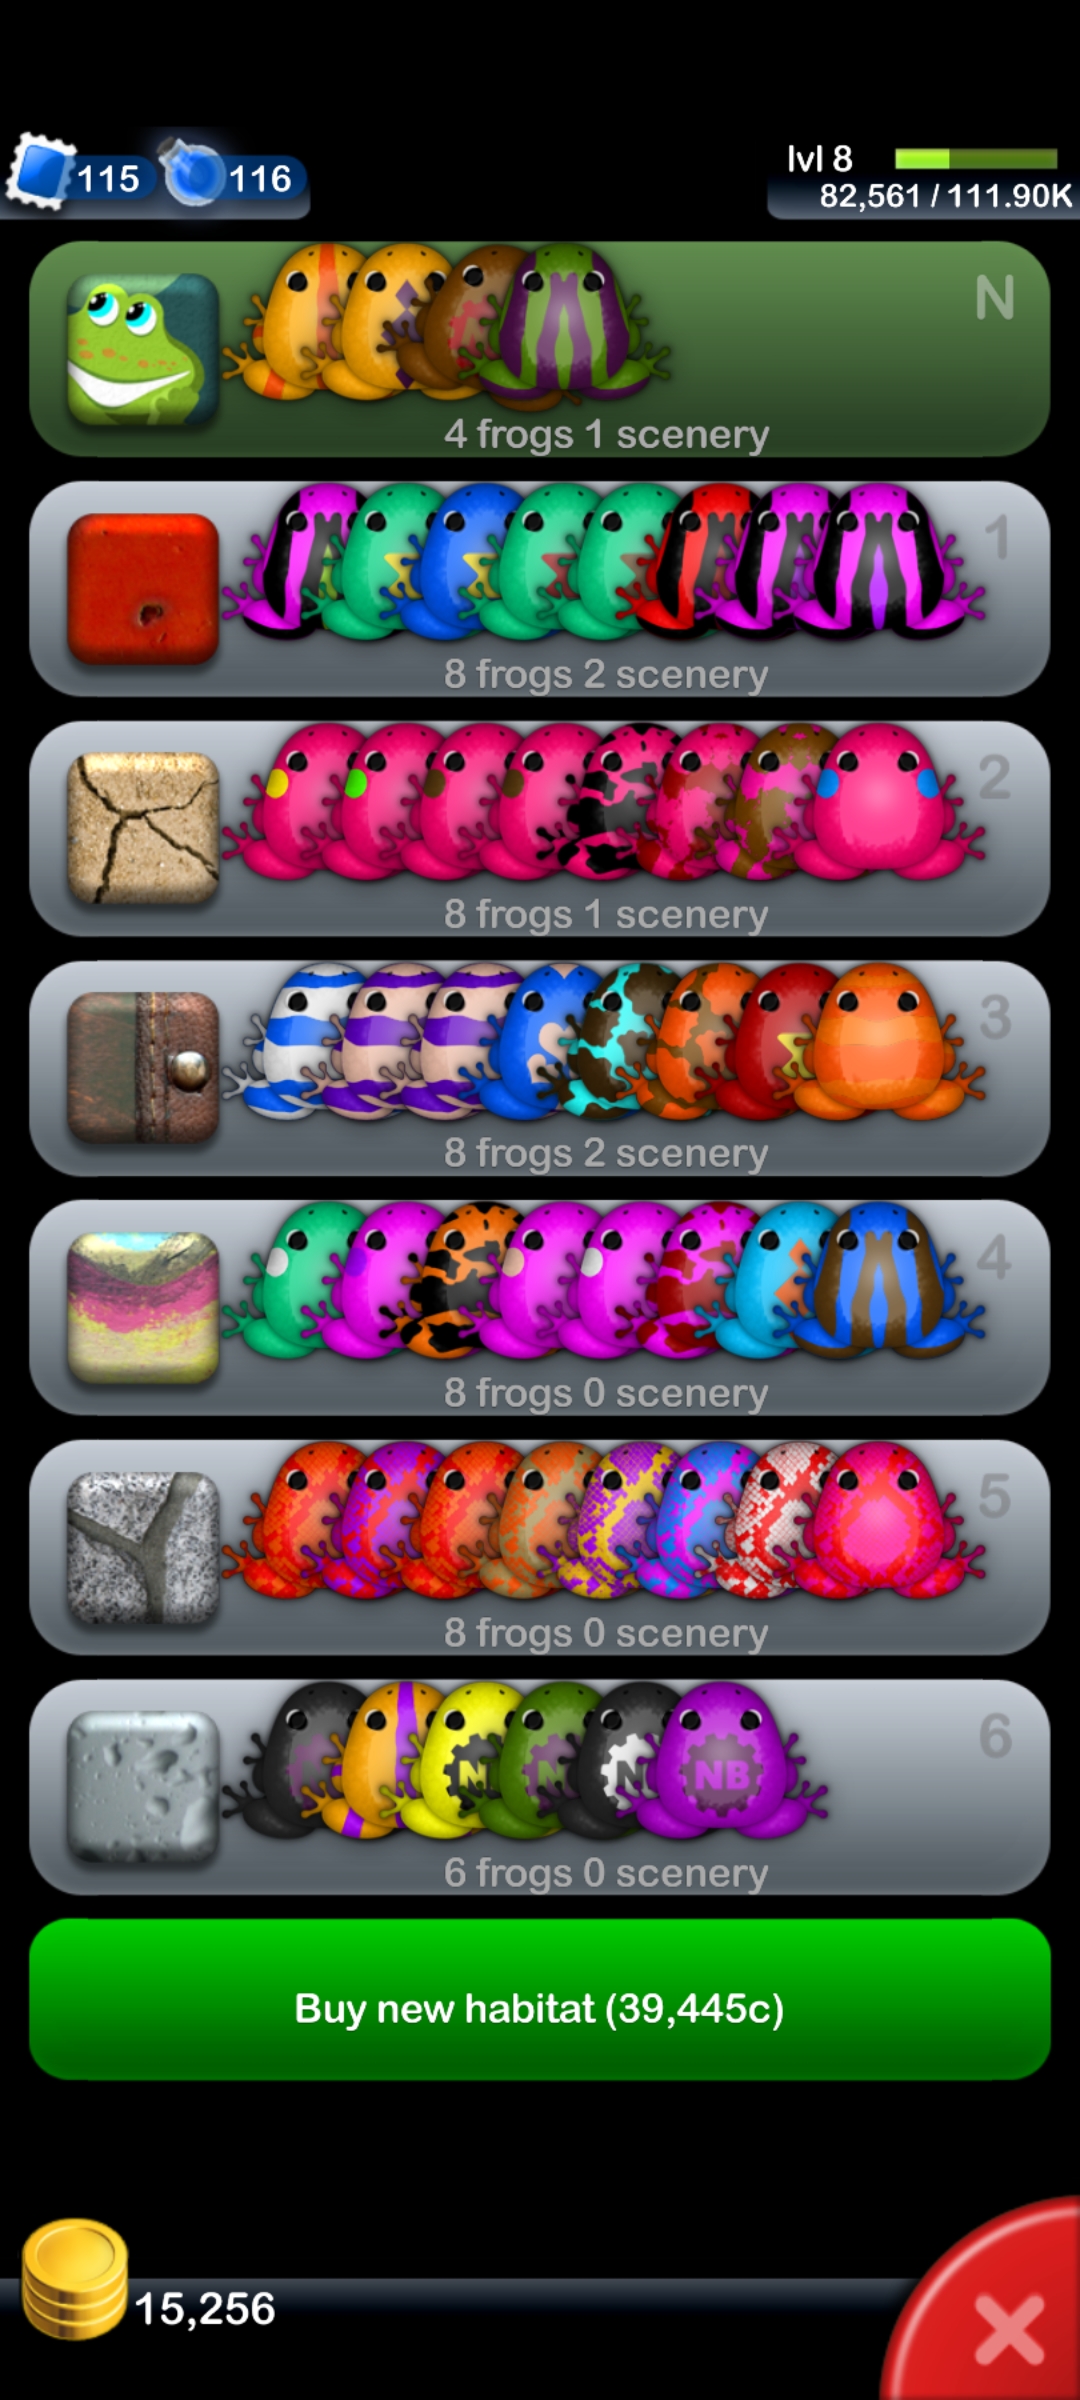 115 116
lvl 8
82,561 / 111.90K
N
4 frogs 1 scenery
1
8 frogs 2 scenery
2
8 frogs 1 scenery
3
8 frogs 2 scenery
4
8 frogs 0 scenery
5
8 frogs 0 scenery
6
N N N NB
6 frogs 0 scenery
Buy new habitat (39,445c)
15,256